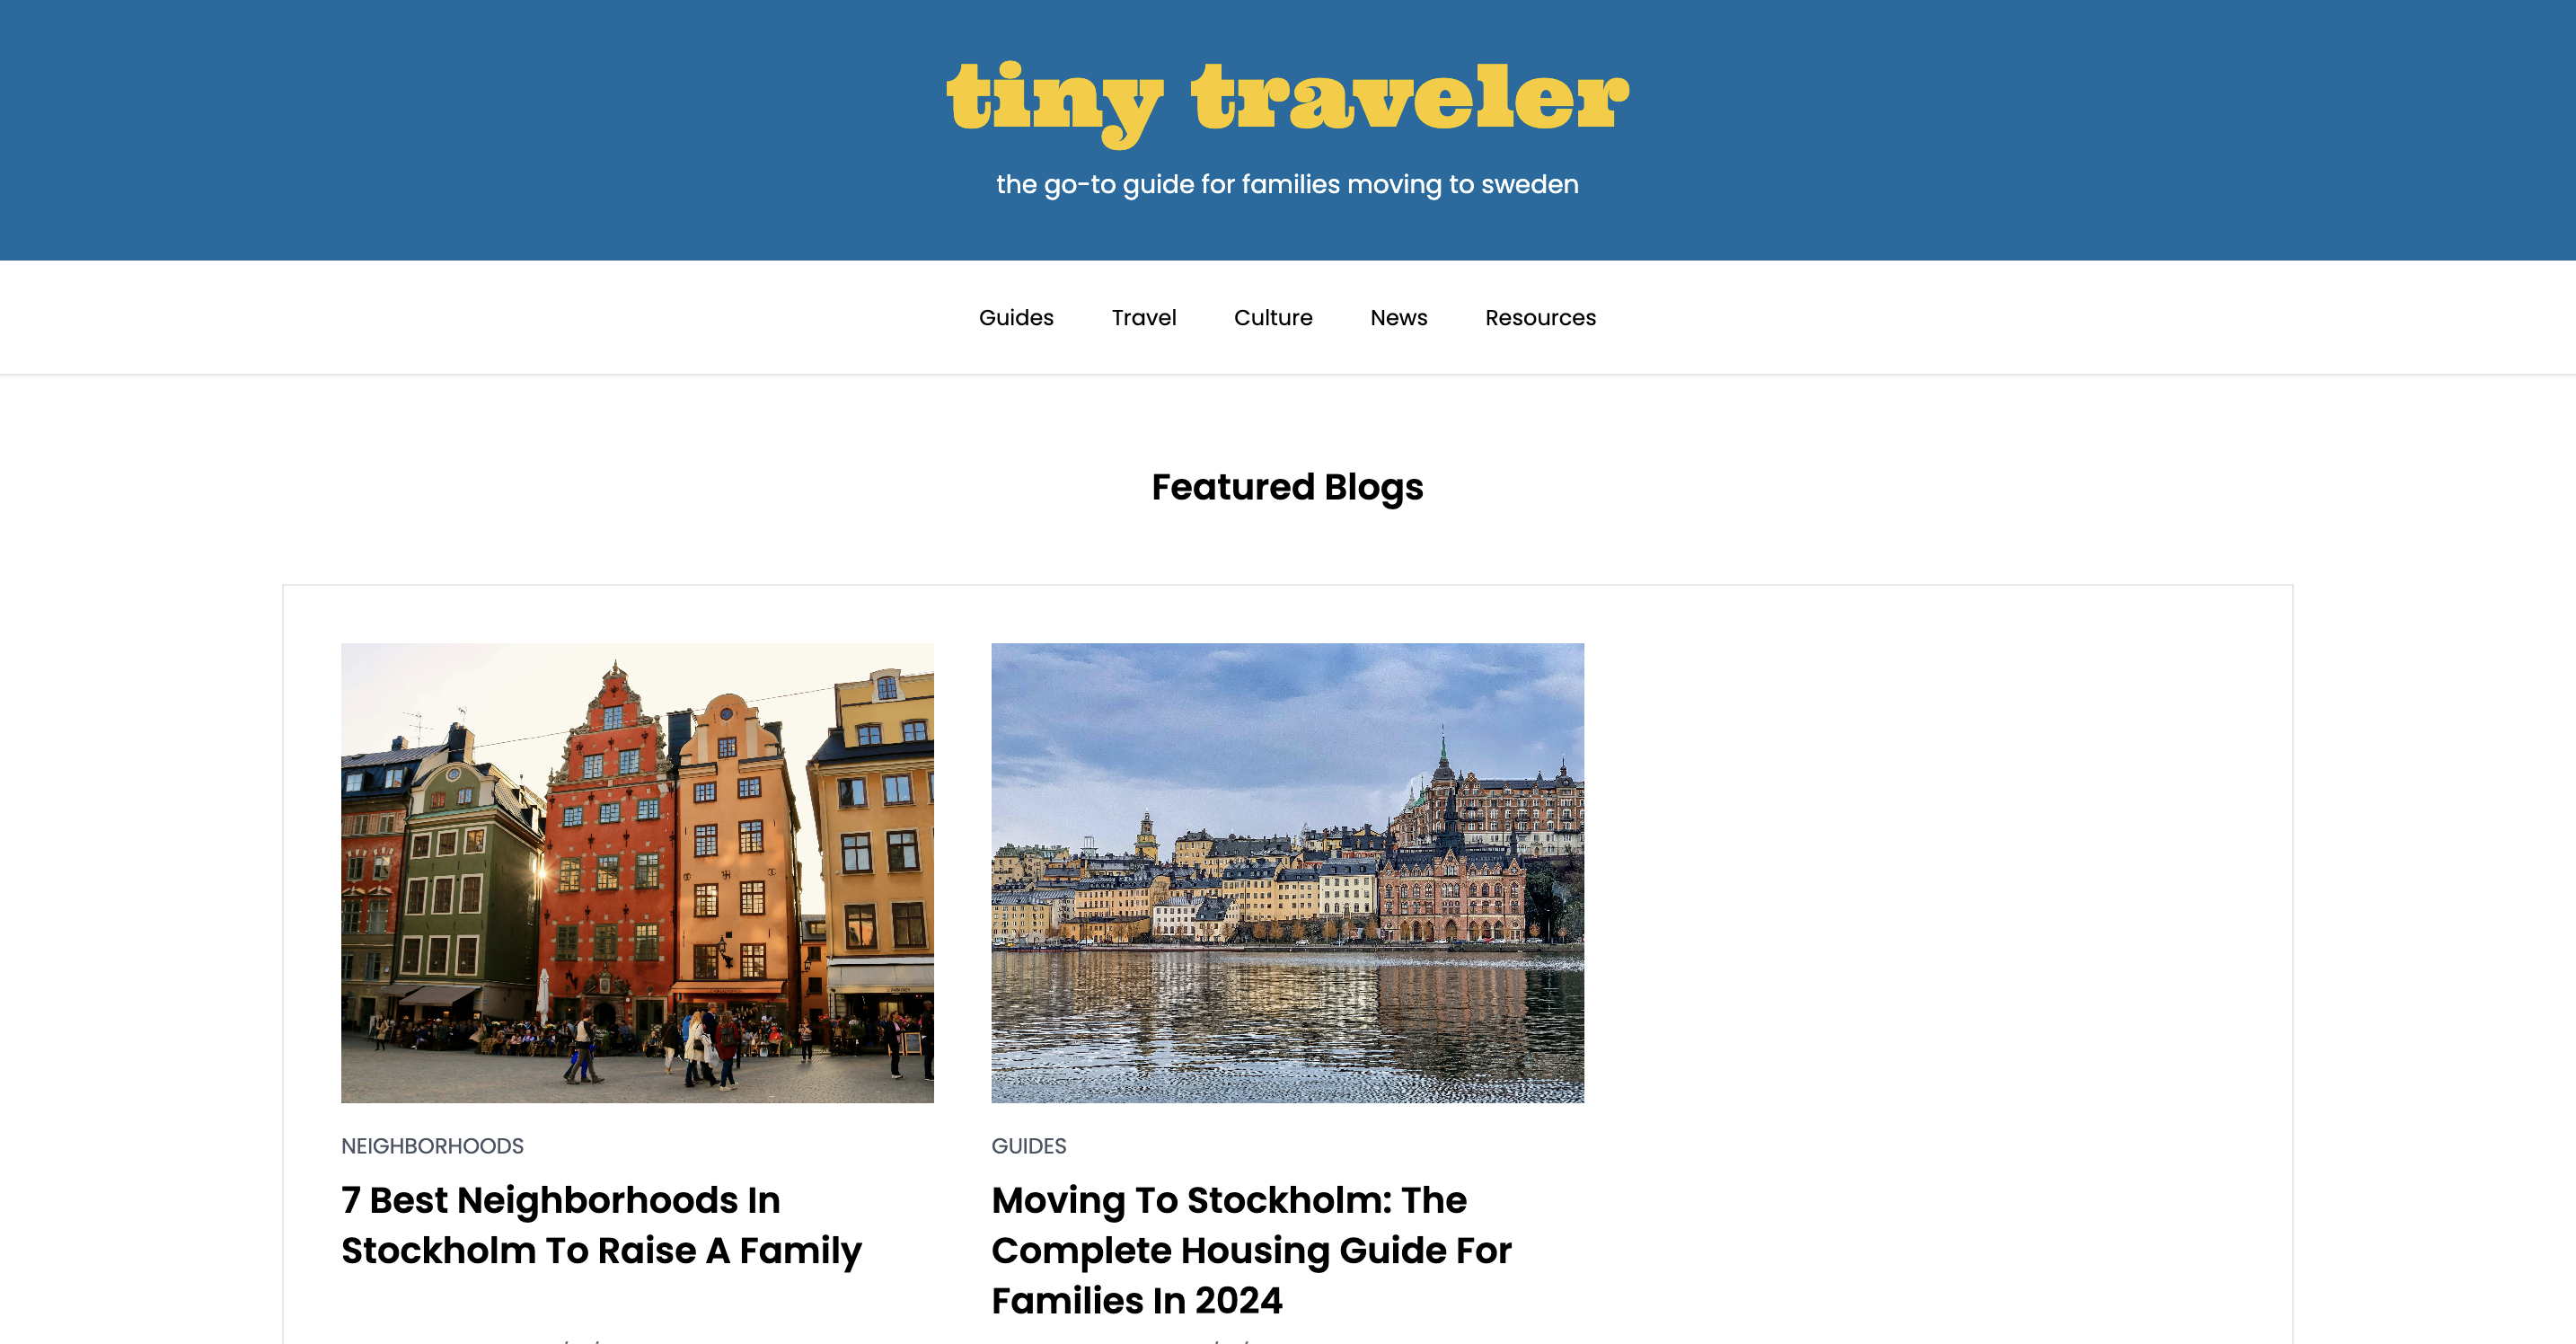 tiny traveler
the go-to guide for families moving to sweden
Guides Travel Culture News Resources
Featured Blogs
NEIGHBORHOODS
7 Best Neighborhoods In
Stockholm To Raise A Family
GUIDES
Moving To Stockholm: The
Complete Housing Guide For
Families In 2024